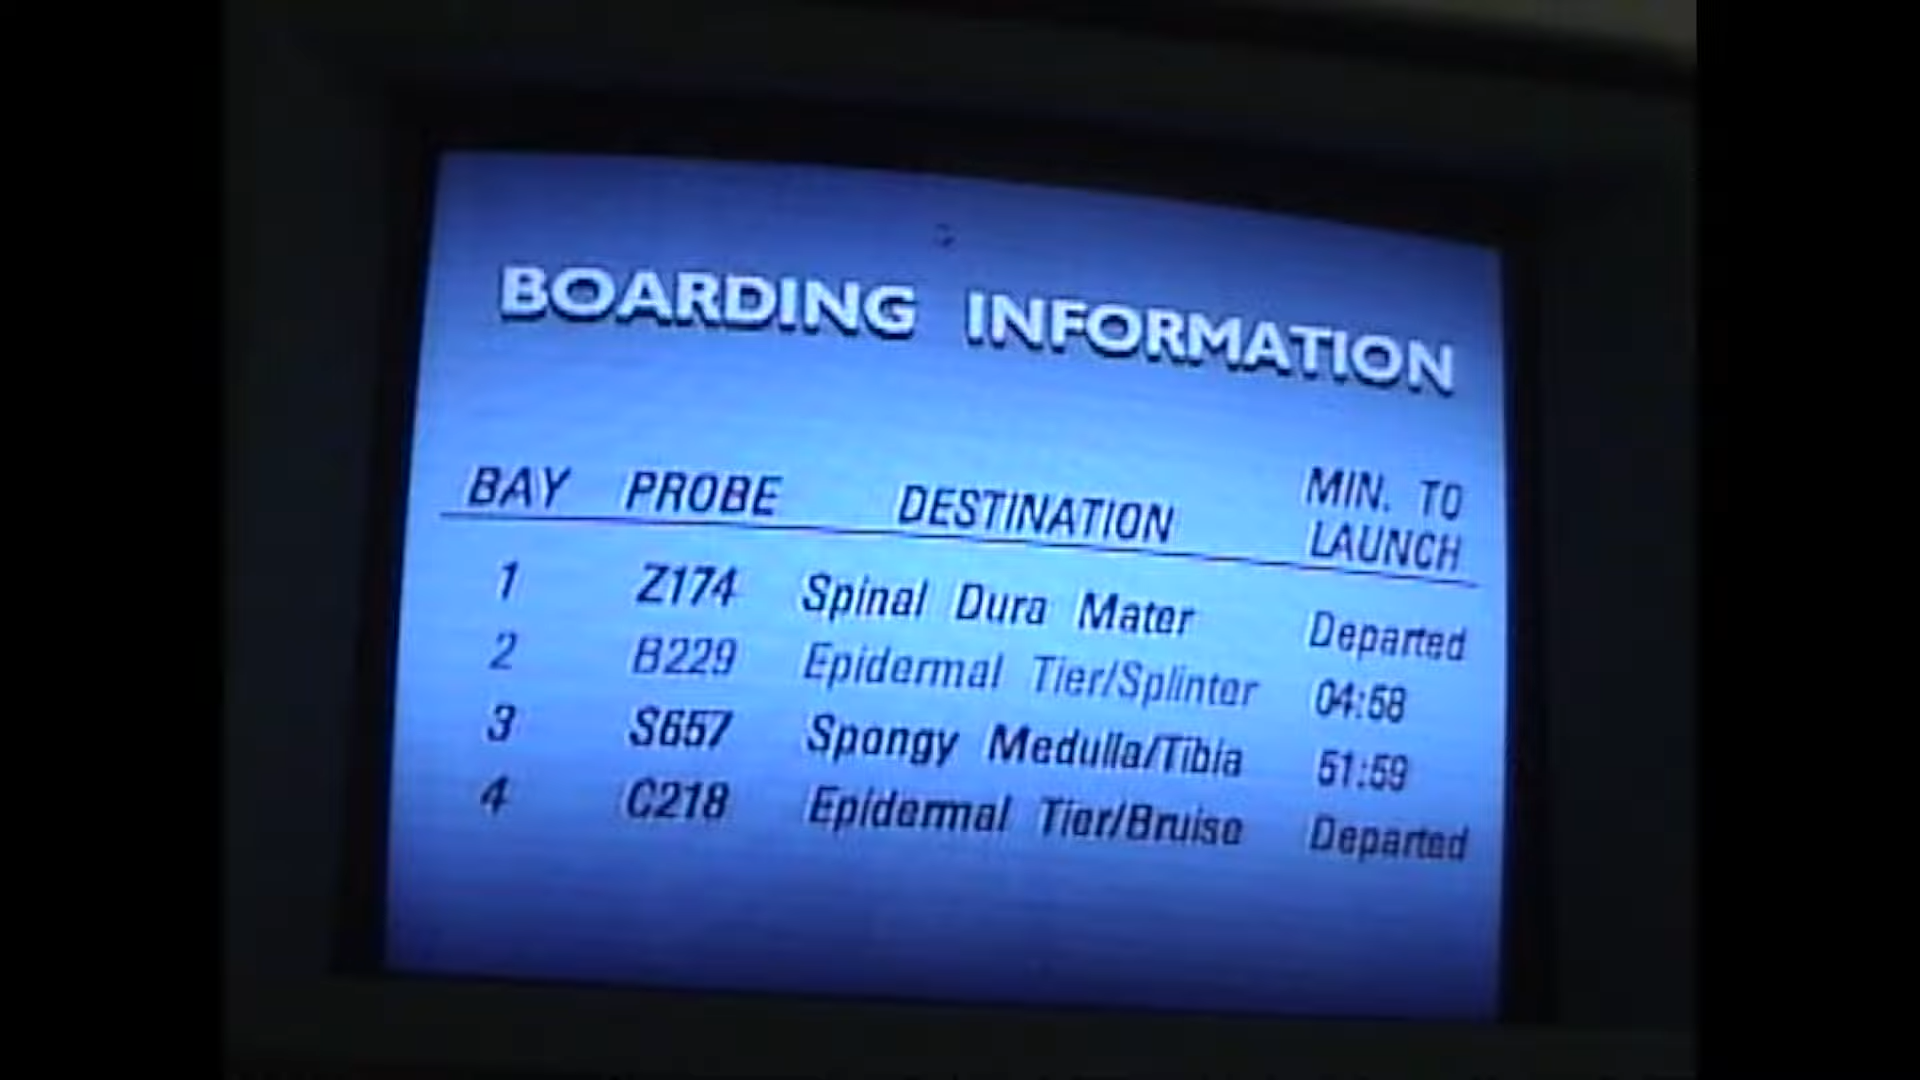 BOARDING INFORMATION
BAY PROBE DESTINATION MIN. TO LAUNCH
1 Z174 Spinal Dura Mater Departed
2 B229 Epidermal Tier/Splinter 04:58
3 S657 Spongy Medulla/Tibia 51:59
4 C218 Epidermal Tier/Bruise Departed